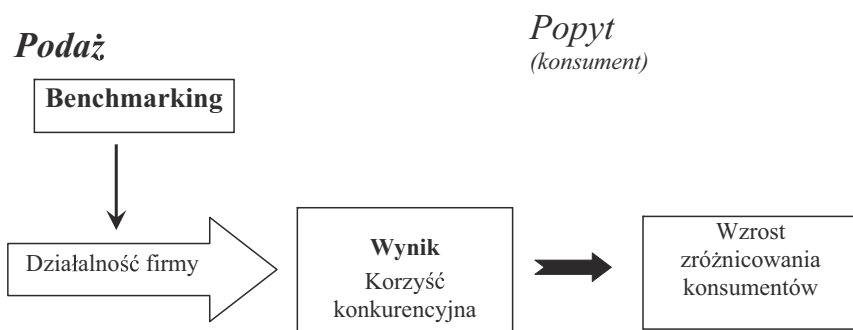 Podaż
Popyt
(konsument)
Benchmarking
Działalność firmy
Wynik
Korzyść
konkurencyjna
Wzrost
zróżnicowania
konsumentów